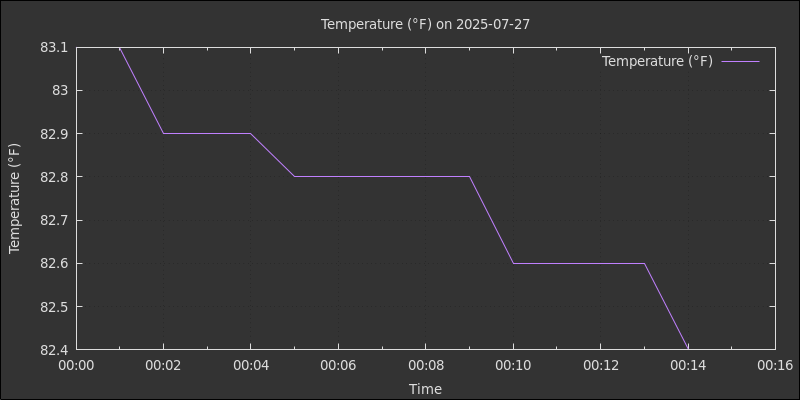 Temperature (°F) on 2025-07-27
83.1
Temperature (°F)
83
82.9
82.8
82.7
82.6
82.5
82.4
Temperature (°F)
00:00 00:02 00:04 00:06 00:08 00:10 00:12 00:14 00:16
Time